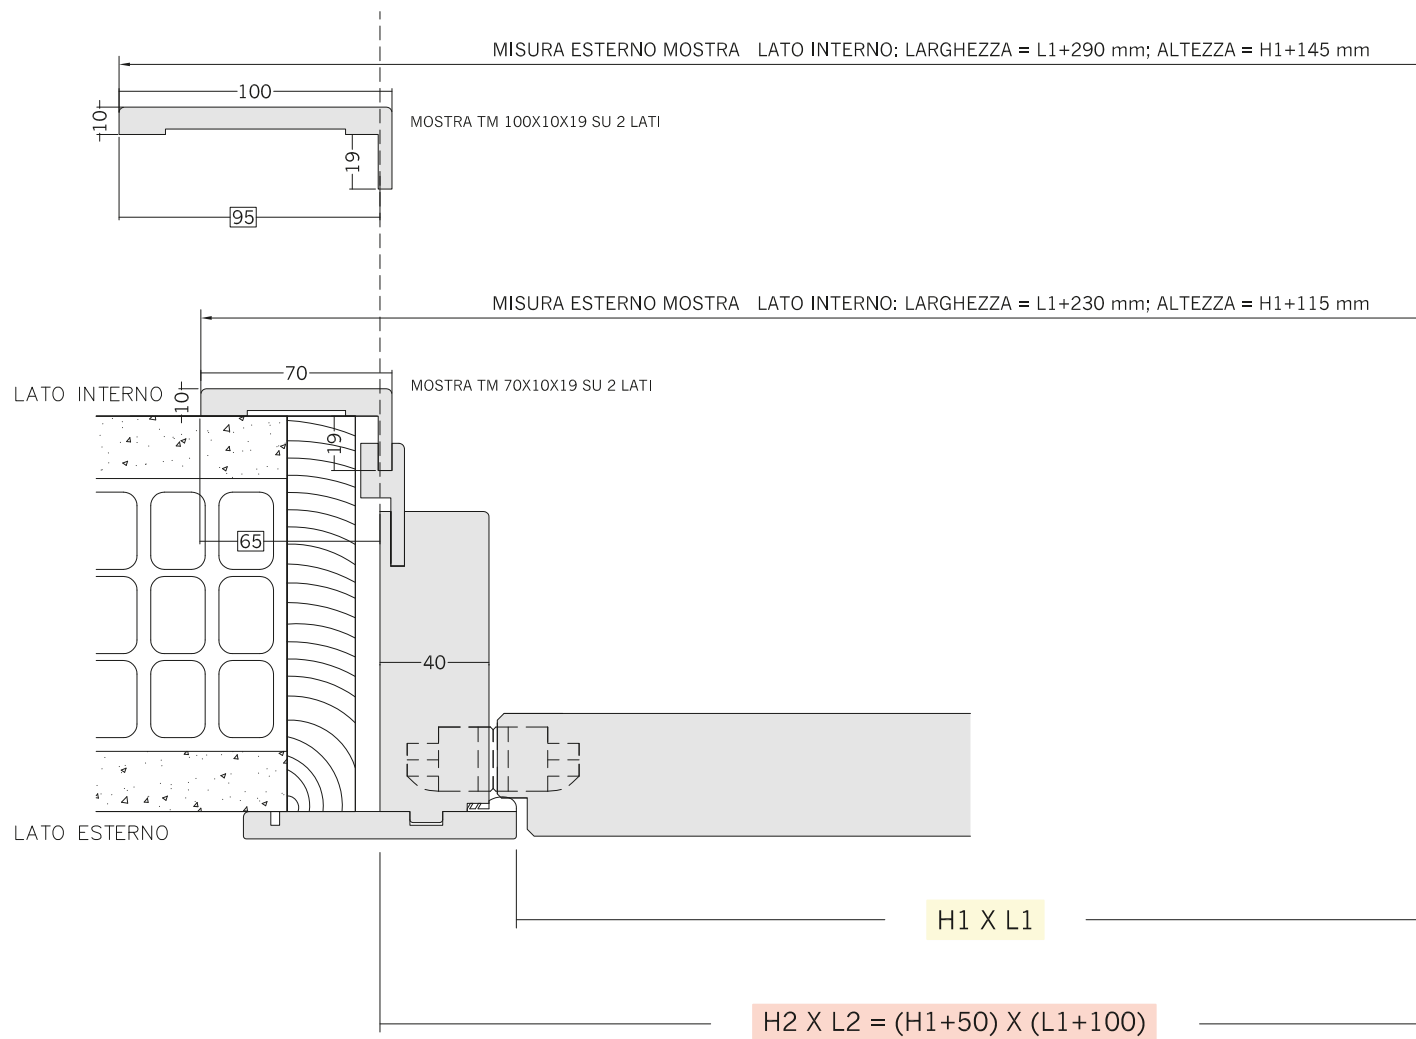 MISURA ESTERNO MOSTRA LATO INTERNO: LARGHEZZA = L1+290 mm; ALTEZZA = H1+145 mm
100
10
MOSTRA TM 100X10X19 SU 2 LATI
19
95
MISURA ESTERNO MOSTRA LATO INTERNO: LARGHEZZA = L1+230 mm; ALTEZZA = H1+115 mm
70
MOSTRA TM 70X10X19 SU 2 LATI
LATO INTERNO
10
19
65
40
LATO ESTERNO
H1 X L1
H2 X L2 = (H1+50) X (L1+100)